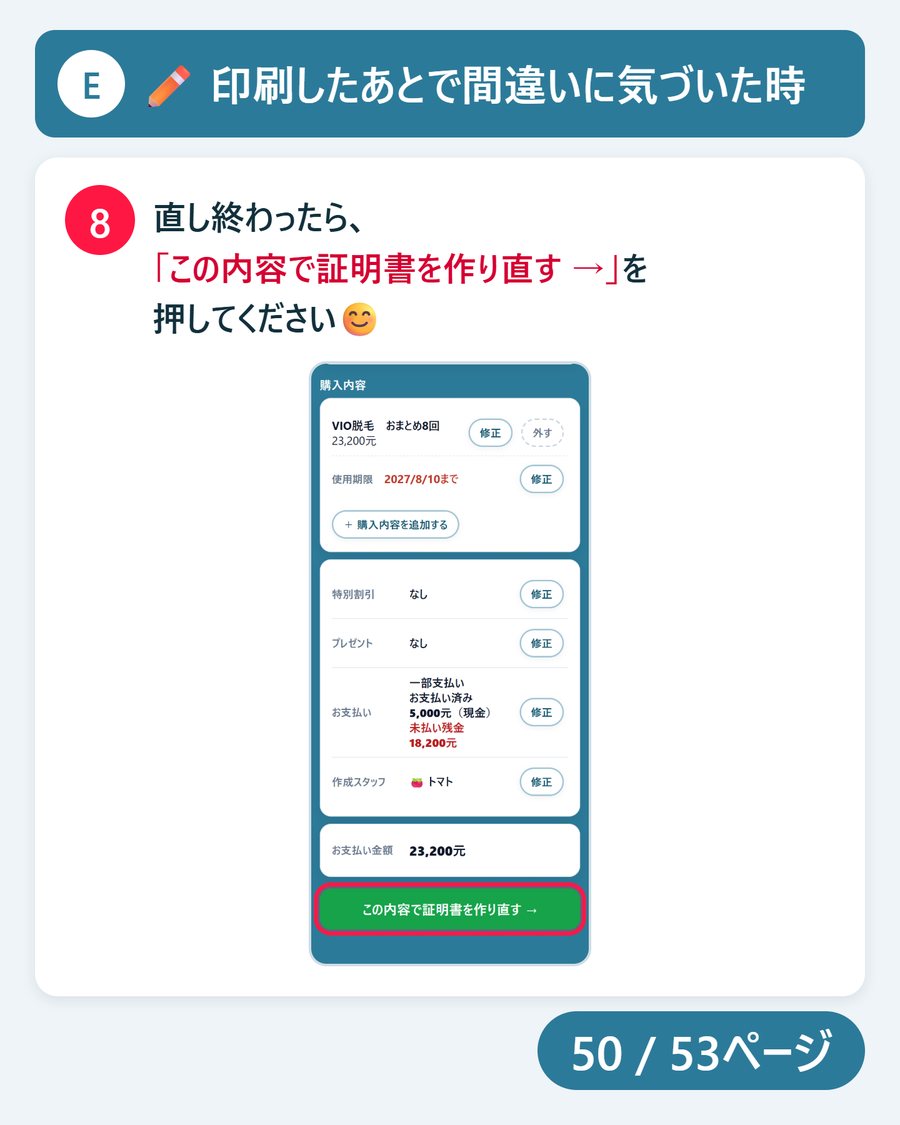 E
印刷したあとで間違いに気づいた時
8
直し終わったら、
「この内容で証明書を作り直す →」を
押してください
購入内容
VIO脱毛 おまとめ8回
23,200元
修正
外す
使用期限 2027/8/10まで
修正
+ 購入内容を追加する
特別割引 なし 修正
プレゼント なし 修正
お支払い
一部支払い
お支払い済み
5,000元(現金)
未払い残金
18,200元
修正
作成スタッフ トマト 修正
お支払い金額 23,200元
この内容で証明書を作り直す →
50 / 53ページ